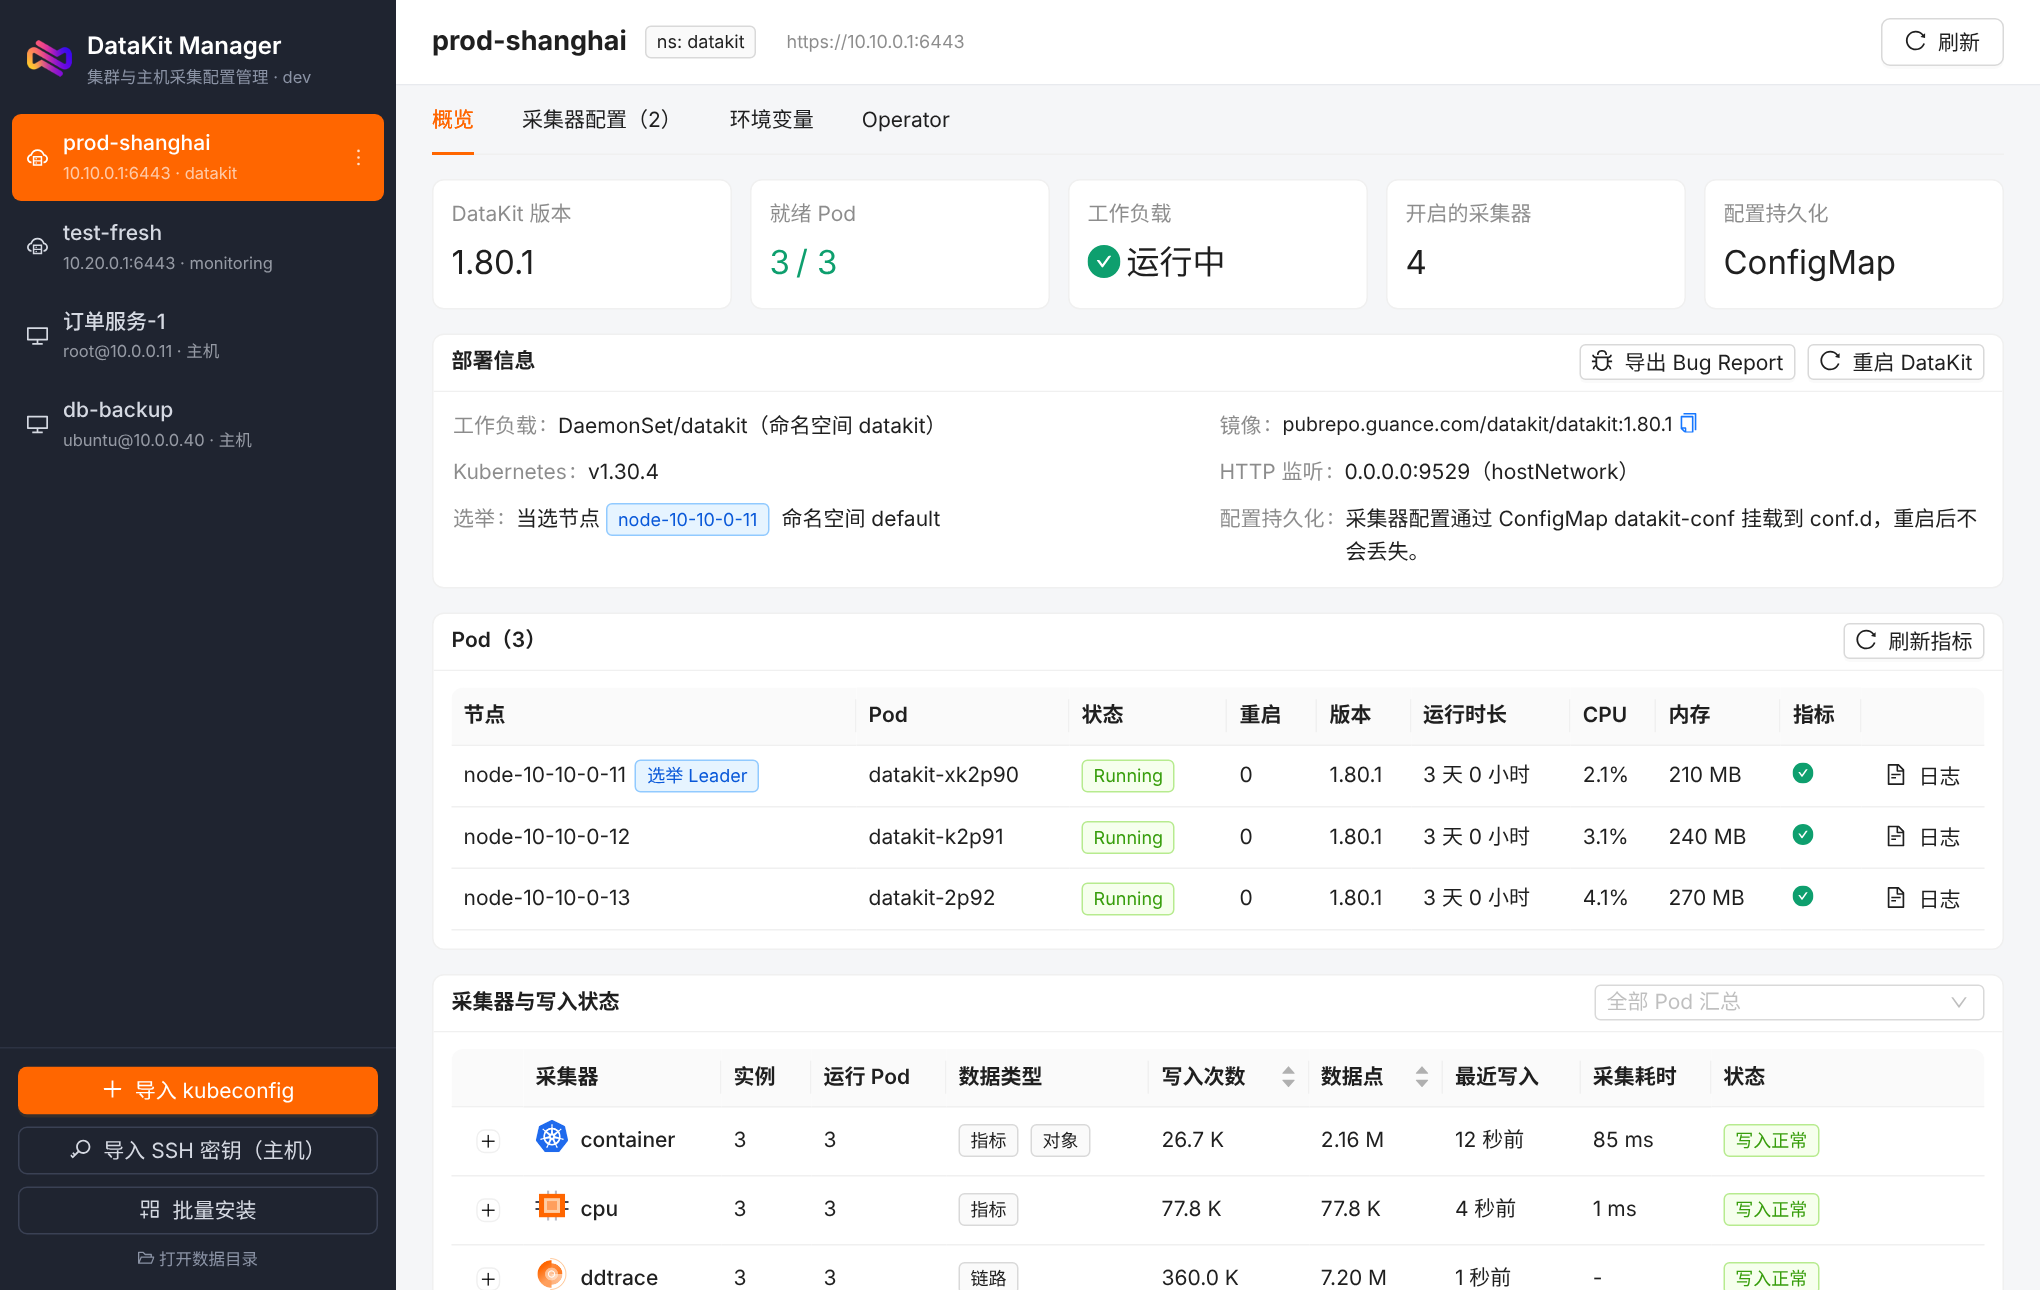 DataKit Manager
集群与主机采集配置管理 · dev
prod-shanghai
10.10.0.1:6443 · datakit
test-fresh
10.20.0.1:6443 · monitoring
订单服务-1
root@10.0.0.11 · 主机
db-backup
ubuntu@10.0.0.40 · 主机
导入 kubeconfig
导入 SSH 密钥（主机）
批量安装
打开数据目录
prod-shanghai ns: datakit https://10.10.0.1:6443 刷新
概览 采集器配置（2） 环境变量 Operator
DataKit 版本 就绪 Pod 工作负载 开启的采集器 配置持久化
1.80.1 3 / 3 运行中 4 ConfigMap
部署信息 导出 Bug Report 重启 DataKit
工作负载： DaemonSet/datakit（命名空间 datakit） 镜像： pubrepo.guance.com/datakit/datakit:1.80.1
Kubernetes： v1.30.4 HTTP 监听： 0.0.0.0:9529（hostNetwork）
选举： 当选节点 node-10-10-0-11 命名空间 default 配置持久化： 采集器配置通过 ConfigMap datakit-conf 挂载到 conf.d，重启后不
会丢失。
Pod（3） 刷新指标
节点 Pod 状态 重启 版本 运行时长 CPU 内存 指标
node-10-10-0-11 选举 Leader datakit-xk2p90 Running 0 1.80.1 3 天 0 小时 2.1% 210 MB 日志
node-10-10-0-12 datakit-k2p91 Running 0 1.80.1 3 天 0 小时 3.1% 240 MB 日志
node-10-10-0-13 datakit-2p92 Running 0 1.80.1 3 天 0 小时 4.1% 270 MB 日志
采集器与写入状态 全部 Pod 汇总
采集器 实例 运行 Pod 数据类型 写入次数 数据点 最近写入 采集耗时 状态
container 3 3 指标 对象 26.7 K 2.16 M 12 秒前 85 ms 写入正常
cpu 3 3 指标 77.8 K 77.8 K 4 秒前 1 ms 写入正常
ddtrace 3 3 链路 360.0 K 7.20 M 1 秒前 - 写入正常